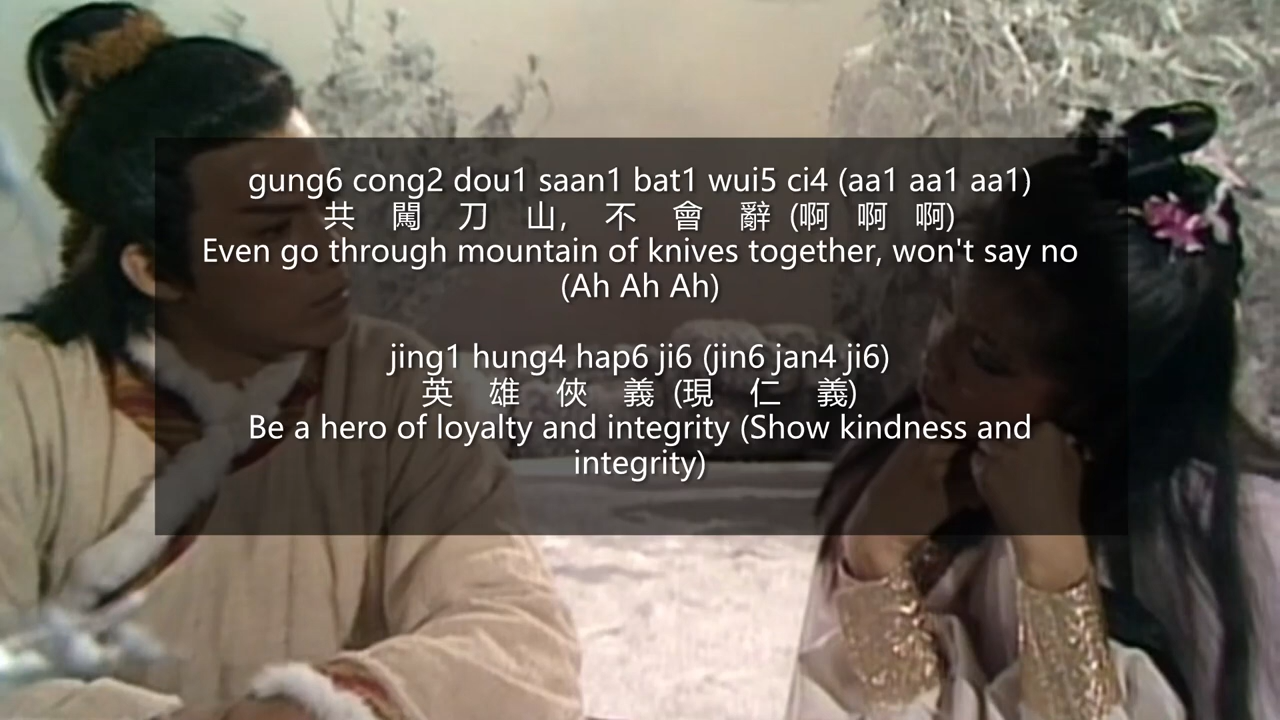 gung6 cong2 dou1 saan1 bat1 wui5 ci4 (aa1 aa1 aa1)
共 闖 刀 山, 不 會 辭 (啊 啊 啊)
Even go through mountain of knives together, won't say no
(Ah Ah Ah)
jing1 hung4 hap6 ji6 (jin6 jan4 ji6)
英 雄 俠 義 (現 仁 義)
Be a hero of loyalty and integrity (Show kindness and
integrity)